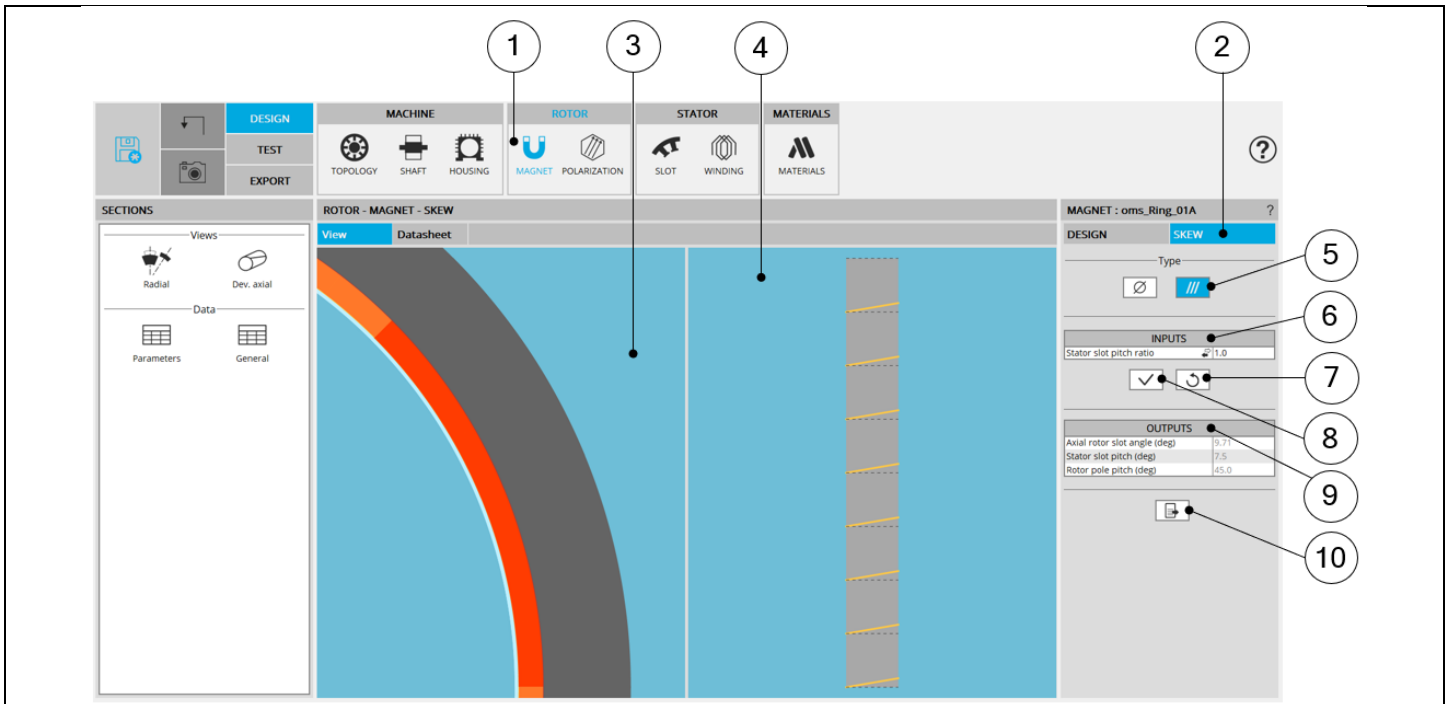 1
3
4
2
DESIGN
TEST
EXPORT
MACHINE
ROTOR
STATOR
MATERIALS
TOPOLOGY
SHAFT
HOUSING
MAGNET
POLARIZATION
SLOT
WINDING
MATERIALS
?
SECTIONS
ROTOR - MAGNET - SKEW
MAGNET : oms_Ring_01A
?
View
Datasheet
DESIGN
SKEW
Views
Radial
Dev. axial
Data
Parameters
General
Type
5
INPUTS
6
Stator slot pitch ratio 1.0
7
8
OUTPUTS
Axial rotor slot angle (deg) 9.71
Stator slot pitch (deg) 7.5
Rotor pole pitch (deg) 45.0
9
10